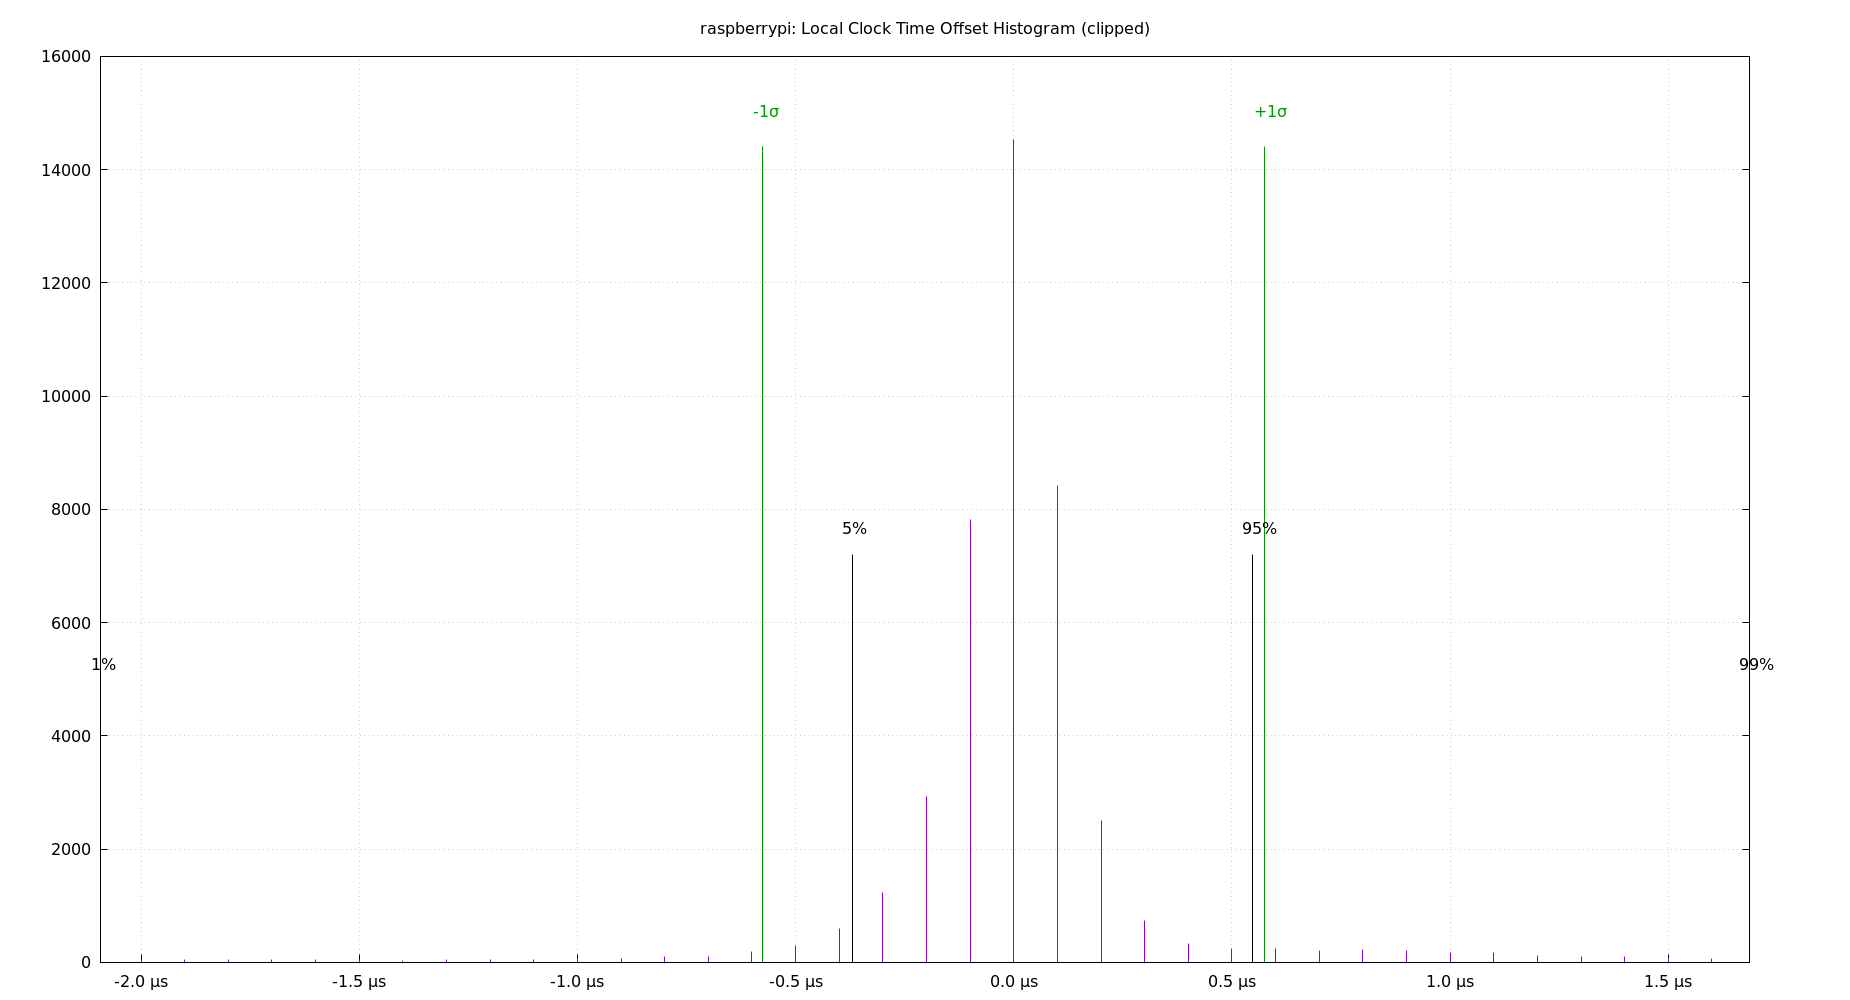 raspberrypi: Local Clock Time Offset Histogram (clipped)
16000
-1σ
+1σ
14000
12000
10000
8000
5%
95%
6000
1%
99%
4000
2000
0
-2.0 µs
-1.5 µs
-1.0 µs
-0.5 µs
0.0 µs
0.5 µs
1.0 µs
1.5 µs